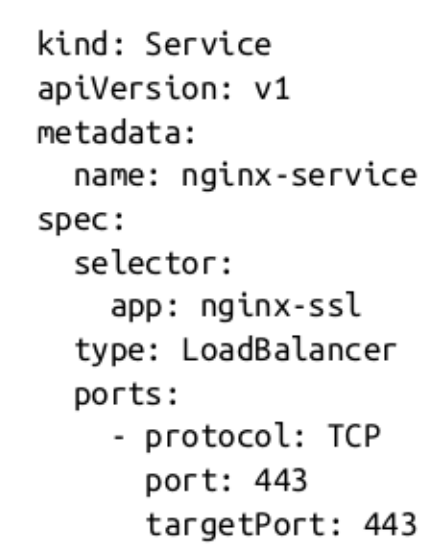 kind: Service
apiVersion: v1
metadata:
  name: nginx-service
spec:
  selector:
    app: nginx-ssl
  type: LoadBalancer
  ports:
    - protocol: TCP
      port: 443
      targetPort: 443